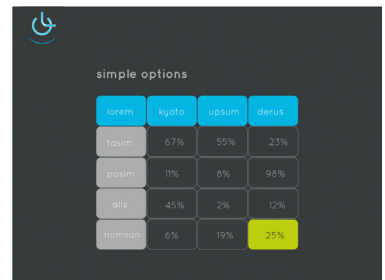 simple options
lorem kyoto upsum derus
fasim 67% 55% 23%
posim 11% 8% 98%
alis 45% 2% 12%
numsan 6% 19% 25%